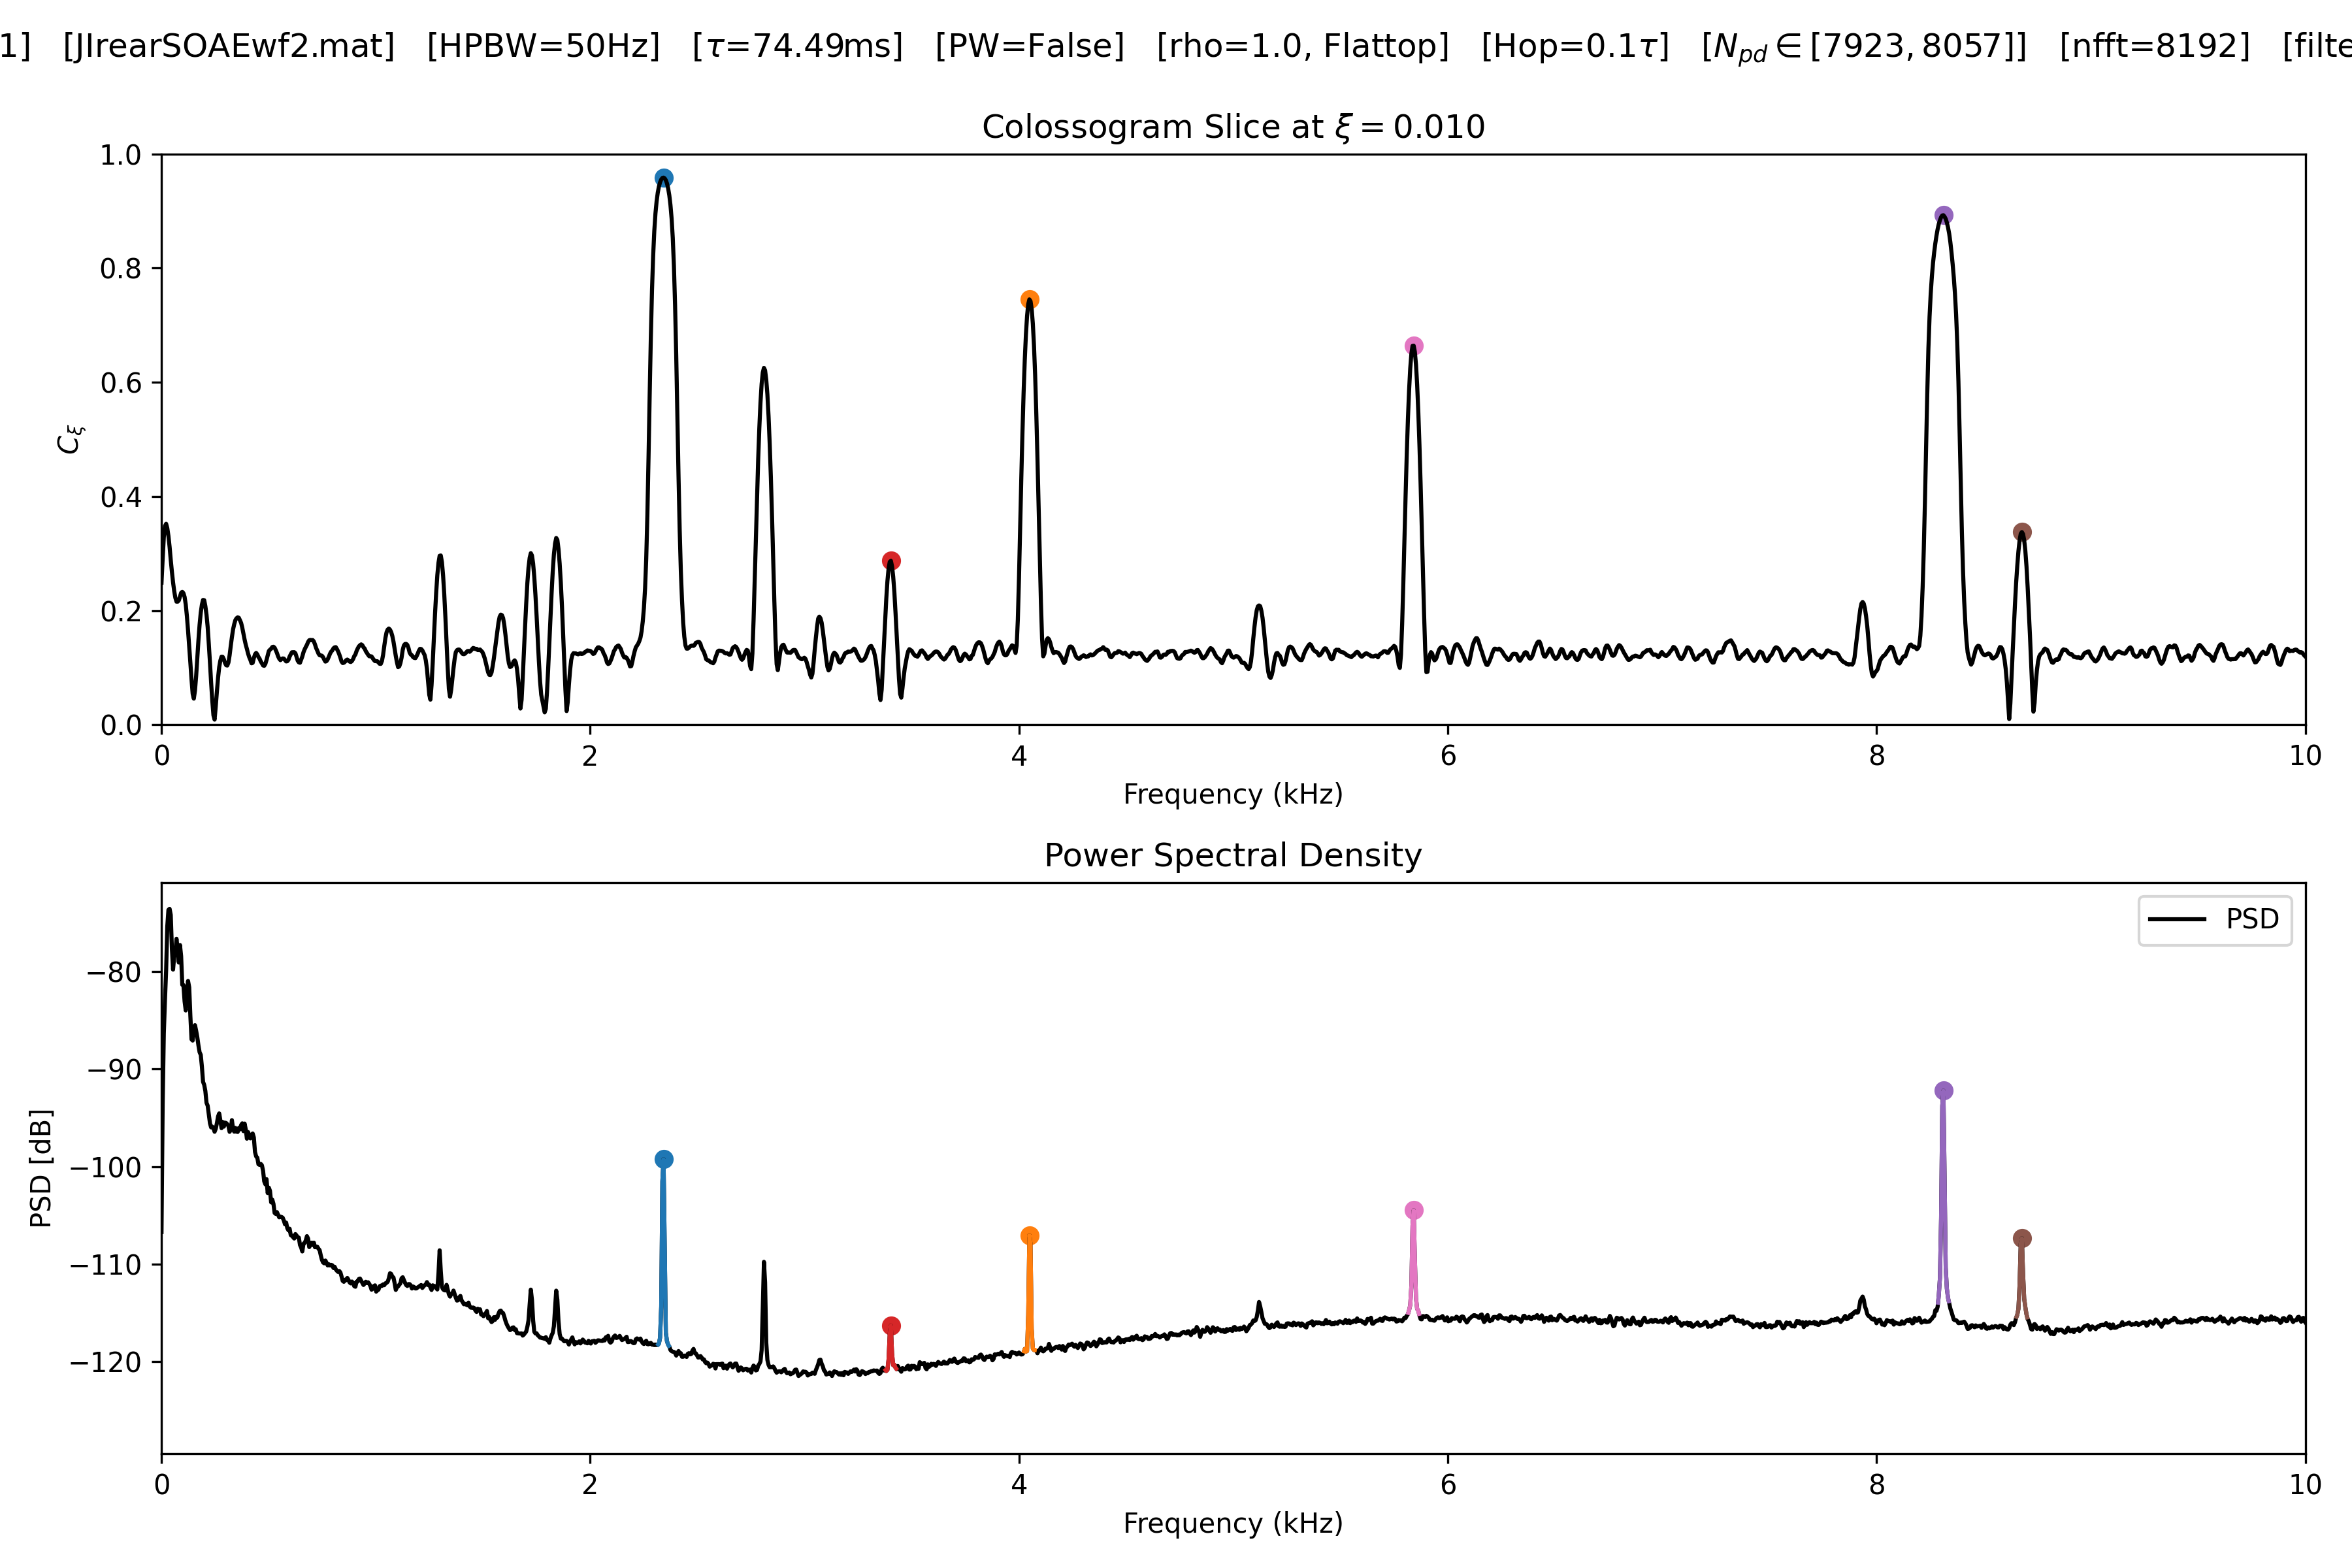 1] [JIrearSOAEwf2.mat] [HPBW=50Hz] [τ=74.49ms] [PW=False] [rho=1.0, Flattop] [Hop=0.1τ] [N_pd ∈ [7923, 8057]] [nfft=8192] [filte
Colossogram Slice at ξ = 0.010
1.0
0.8
0.6
0.4
0.2
0.0
C_ξ
0 2 4 6 8 10
Frequency (kHz)
Power Spectral Density
PSD
−80
−90
−100
−110
−120
PSD [dB]
0 2 4 6 8 10
Frequency (kHz)